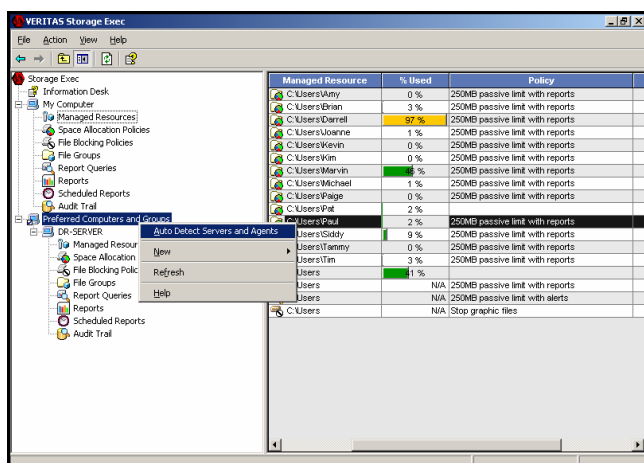 VERITAS Storage Exec
File Action View Help
Storage Exec
Information Desk
My Computer
Managed Resources
Space Allocation Policies
File Blocking Policies
File Groups
Report Queries
Reports
Scheduled Reports
Audit Trail
Preferred Computers and Groups
DR-SERVER
Managed Resour
Space Allocation
File Blocking Polic
File Groups
Report Queries
Reports
Scheduled Reports
Audit Trail
Auto Detect Servers and Agents
New
Refresh
Help
Managed Resource % Used Policy
C:\Users\Amy 0 % 250MB passive limit with reports
C:\Users\Brian 3 % 250MB passive limit with reports
C:\Users\Darrell 97 % 250MB passive limit with reports
C:\Users\Joanne 1 % 250MB passive limit with reports
C:\Users\Kevin 0 % 250MB passive limit with reports
C:\Users\Kim 0 % 250MB passive limit with reports
C:\Users\Marvin % 250MB passive limit with reports
C:\Users\Michael 1 % 250MB passive limit with reports
C:\Users\Paige 0 % 250MB passive limit with reports
C:\Users\Pat 2 %
C:\Users\Paul 2 % 250MB passive limit with reports
Users\Siddy 9 % 250MB passive limit with reports
Users\Tammy 0 % 250MB passive limit with reports
Users\Tim 3 % 250MB passive limit with reports
Users 41 %
Users N/A 250MB passive limit with reports
Users N/A 250MB passive limit with alerts
C:\Users N/A Stop graphic files